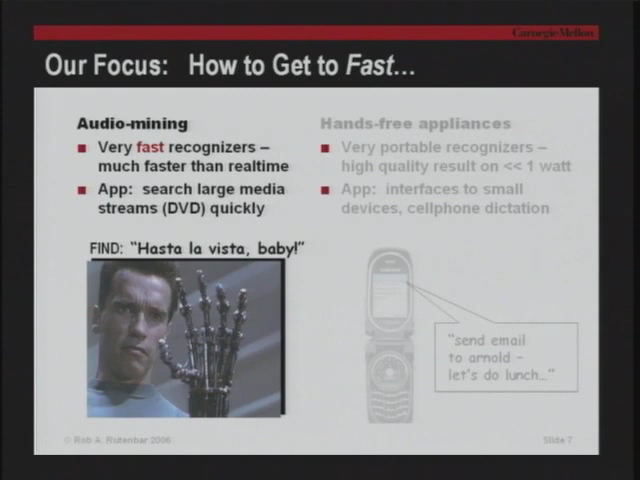 Carnegie Mellon
Our Focus: How to Get to Fast...
Audio-mining
Very fast recognizers –
much faster than realtime
App: search large media
streams (DVD) quickly
FIND: "Hasta la vista, baby!"
Hands-free appliances
Very portable recognizers –
high quality result on << 1 watt
App: interfaces to small
devices, cellphone dictation
"send email
to arnold –
let's do lunch..."
© Rob A. Rutenbar 2006
Slide 7